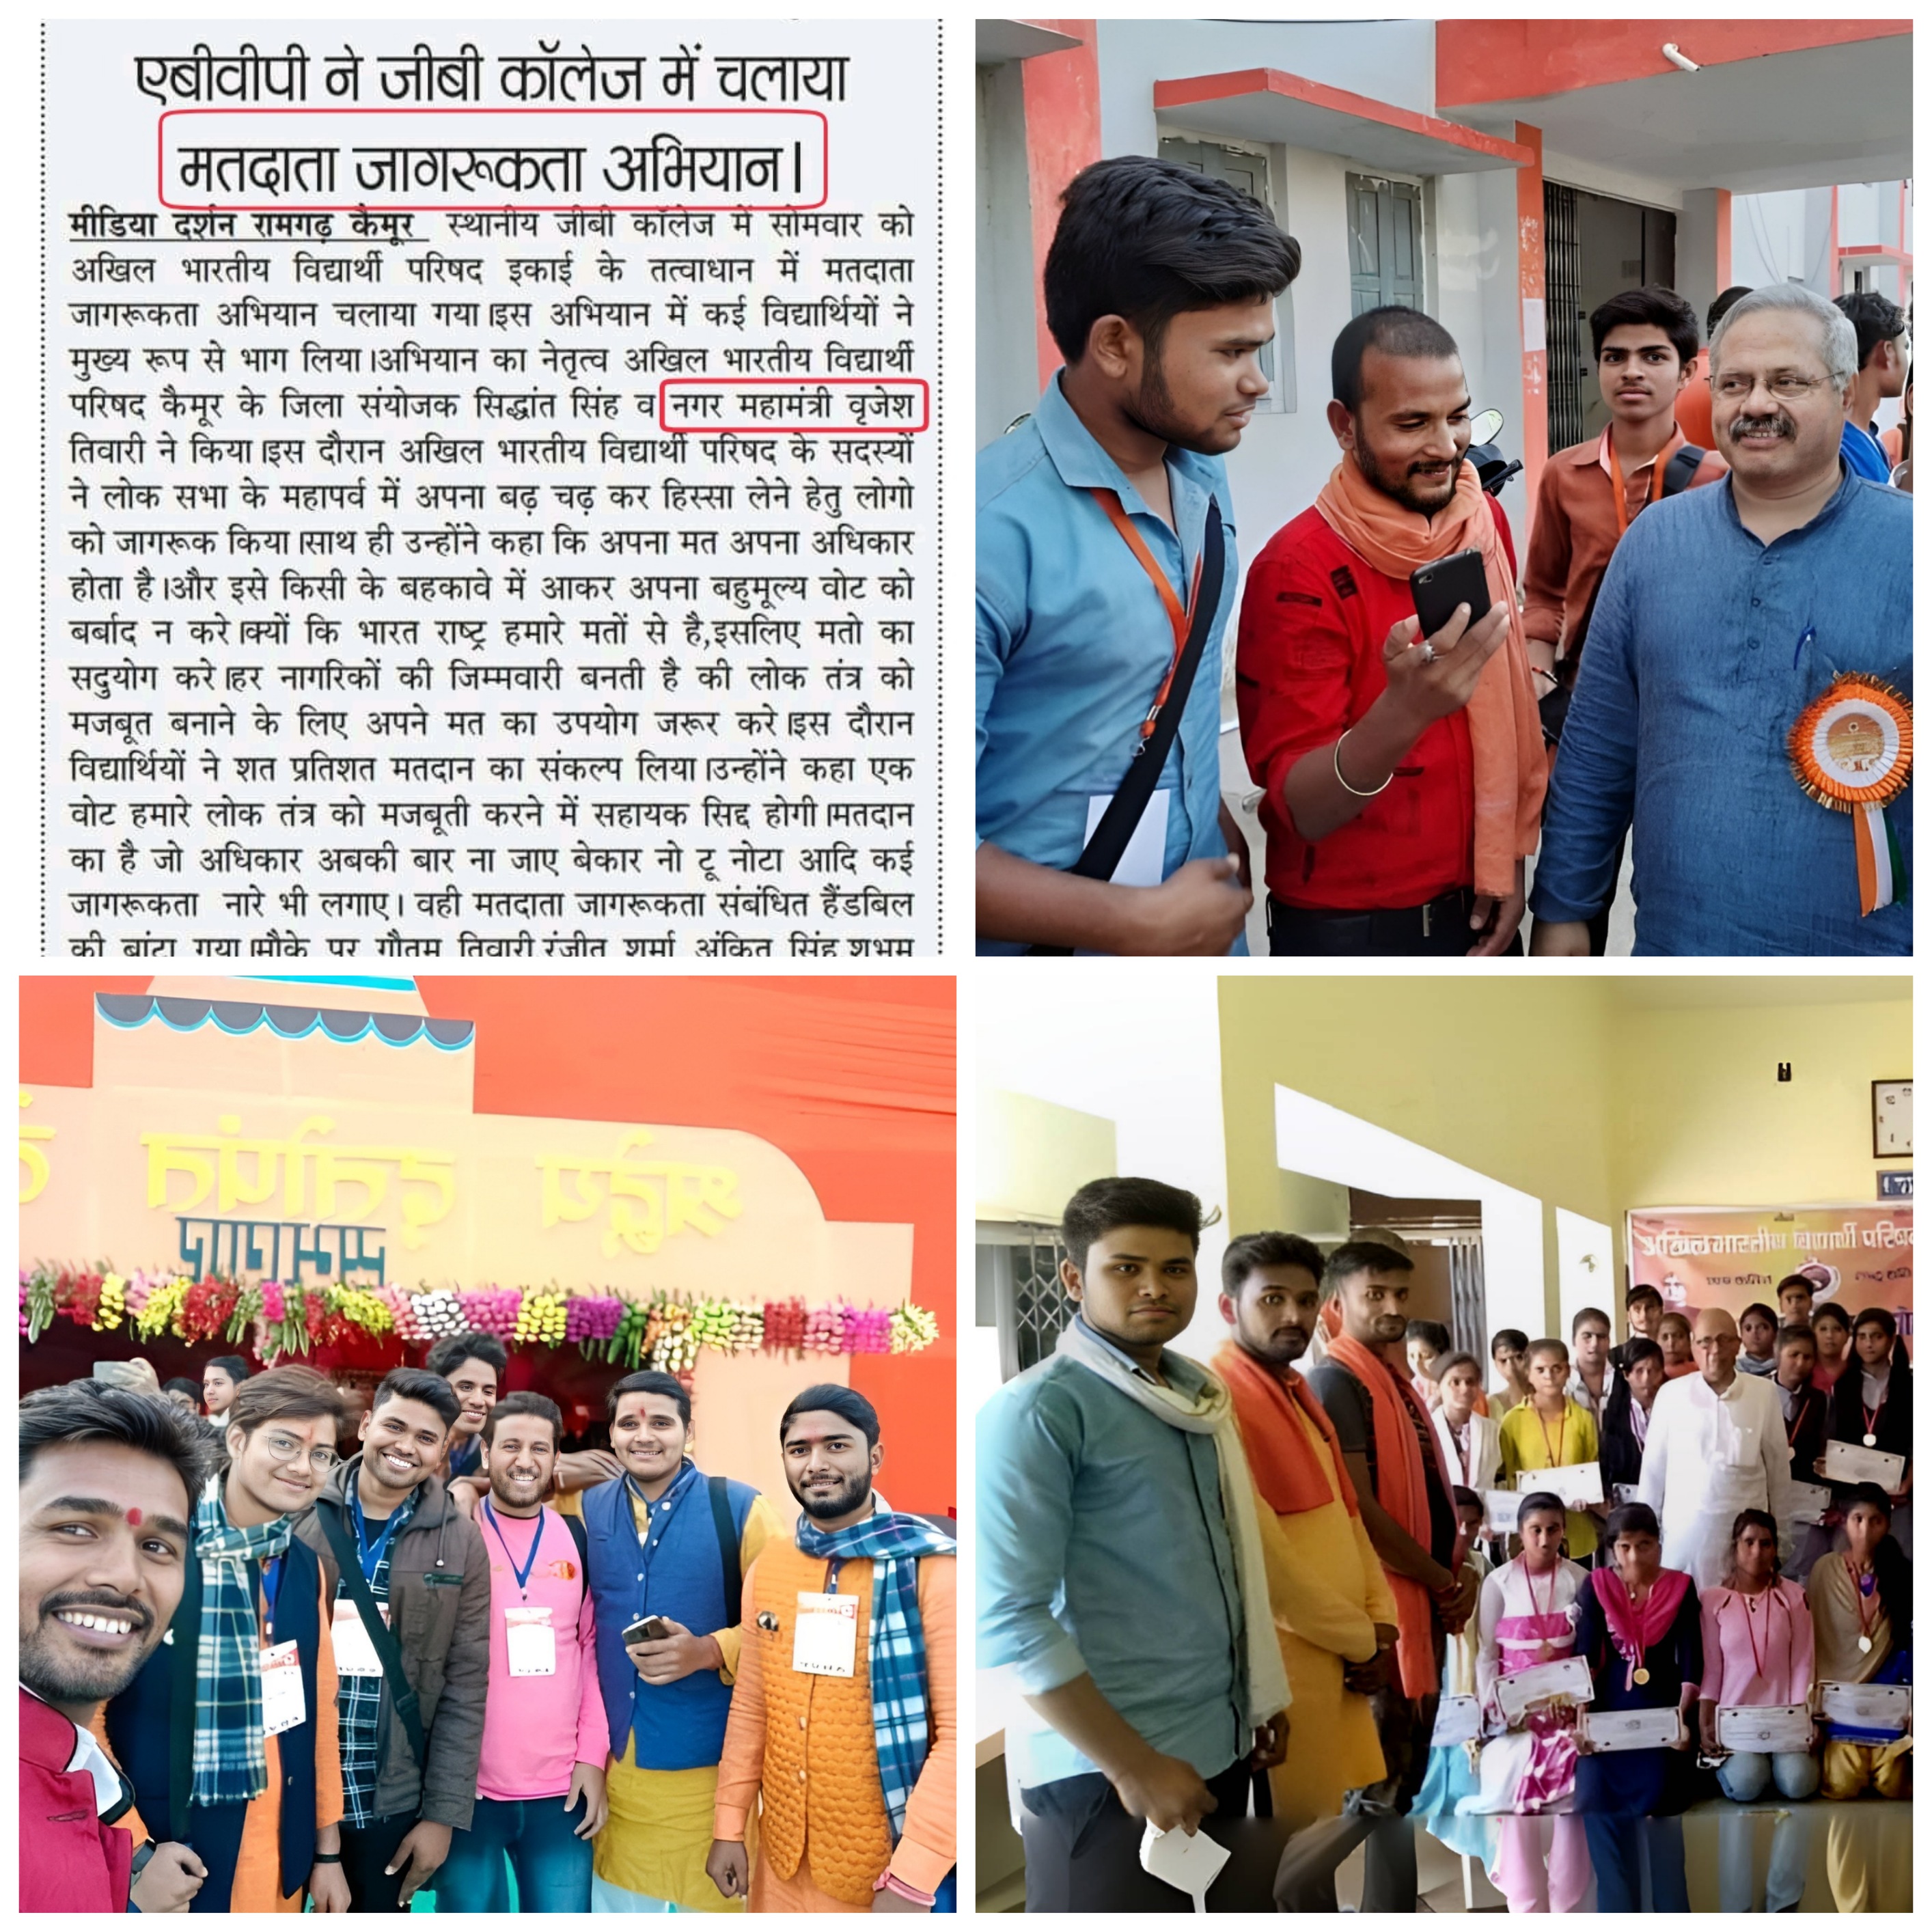 एबीवीपी ने जीबी कॉलेज में चलाया
मतदाता जागरूकता अभियान।
मीडिया दर्शन रामगढ़ कैमूर स्थानीय जीबी कॉलेज में सोमवार को
अखिल भारतीय विद्यार्थी परिषद इकाई के तत्वाधान में मतदाता
जागरूकता अभियान चलाया गया।इस अभियान में कई विद्यार्थियों ने
मुख्य रूप से भाग लिया।अभियान का नेतृत्व अखिल भारतीय विद्यार्थी
परिषद कैमूर के जिला संयोजक सिद्धांत सिंह व नगर महामंत्री वृजेश
तिवारी ने किया।इस दौरान अखिल भारतीय विद्यार्थी परिषद के सदस्यों
ने लोक सभा के महापर्व में अपना बढ़ चढ़ कर हिस्सा लेने हेतु लोगो
को जागरूक किया।साथ ही उन्होंने कहा कि अपना मत अपना अधिकार
होता है।और इसे किसी के बहकावे में आकर अपना बहुमूल्य वोट को
बर्बाद न करे।क्यों कि भारत राष्ट्र हमारे मतों से है,इसलिए मतो का
सदुयोग करे।हर नागरिकों की जिम्मवारी बनती है की लोक तंत्र को
मजबूत बनाने के लिए अपने मत का उपयोग जरूर करे।इस दौरान
विद्यार्थियों ने शत प्रतिशत मतदान का संकल्प लिया।उन्होंने कहा एक
वोट हमारे लोक तंत्र को मजबूती करने में सहायक सिद्द होगी।मतदान
का है जो अधिकार अबकी बार ना जाए बेकार नो टू नोटा आदि कई
जागरूकता नारे भी लगाए। वही मतदाता जागरूकता संबंधित हैंडबिल
की बांटा गया।मौके पर गौतम तिवारी,रंजीत शर्मा अंकित सिंह,शुभम
अखिल भारतीय विद्यार्थी परिषद